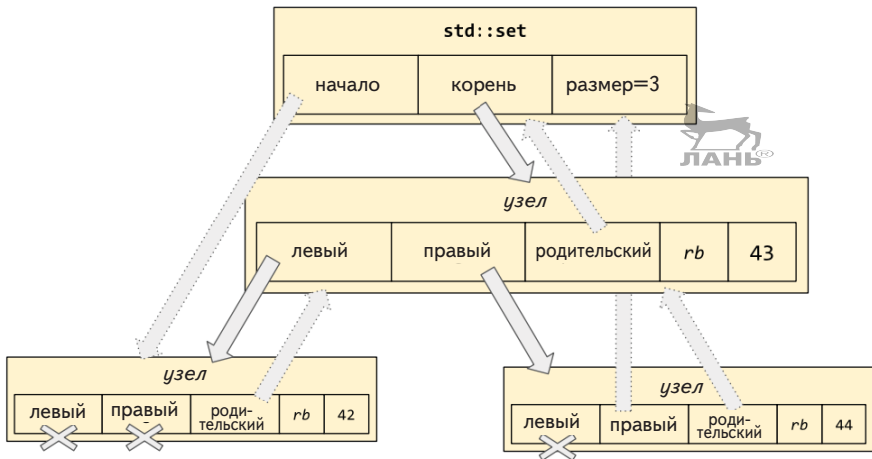 std::set
начало
корень
размер=3
ЛАНЬ®
узел
левый
правый
родительский
rb
43
узел
левый
правый
роди-
тельский
rb
42
узел
левый
правый
роди-
тельский
rb
44